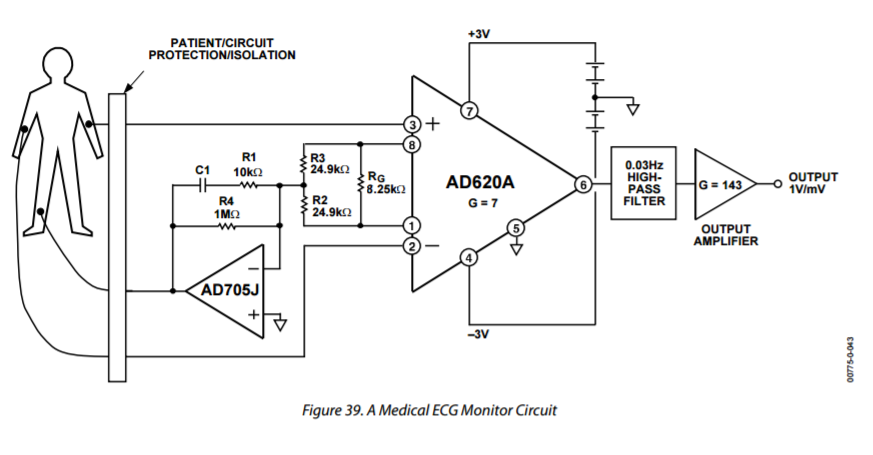 PATIENT/CIRCUIT
PROTECTION/ISOLATION
+3V
7
3
+
8
R1
10kΩ
C1
R3
24.9kΩ
RG
8.25kΩ
R4
1MΩ
R2
24.9kΩ
AD620A
G = 7
6
0.03Hz
HIGH-
PASS
FILTER
G = 143
OUTPUT
1V/mV
OUTPUT
AMPLIFIER
1
2
−
5
4
−
AD705J
+
–3V
00775-0-043
Figure 39. A Medical ECG Monitor Circuit